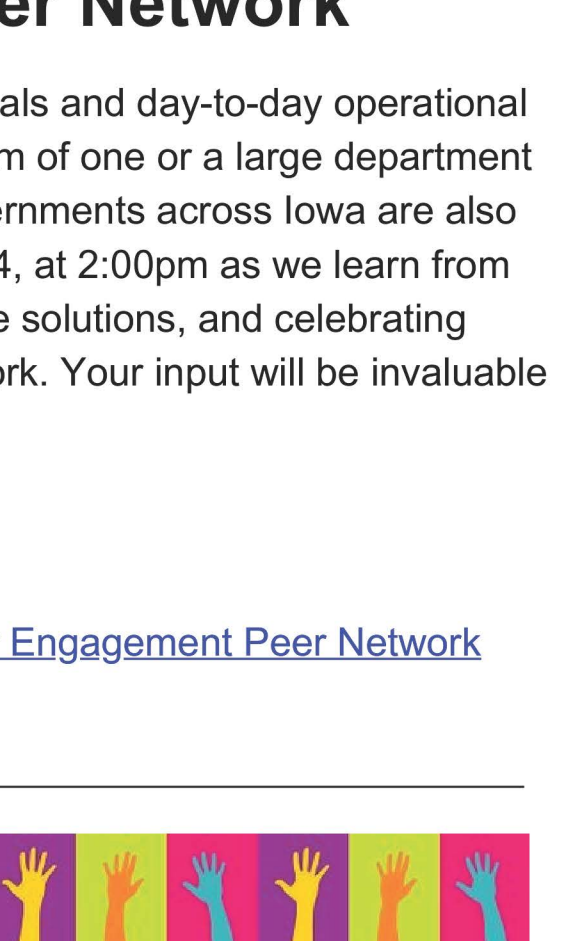 er Network
als and day-to-day operational
m of one or a large department
ernments across Iowa are also
4, at 2:00pm as we learn from
e solutions, and celebrating
ork. Your input will be invaluable
Engagement Peer Network